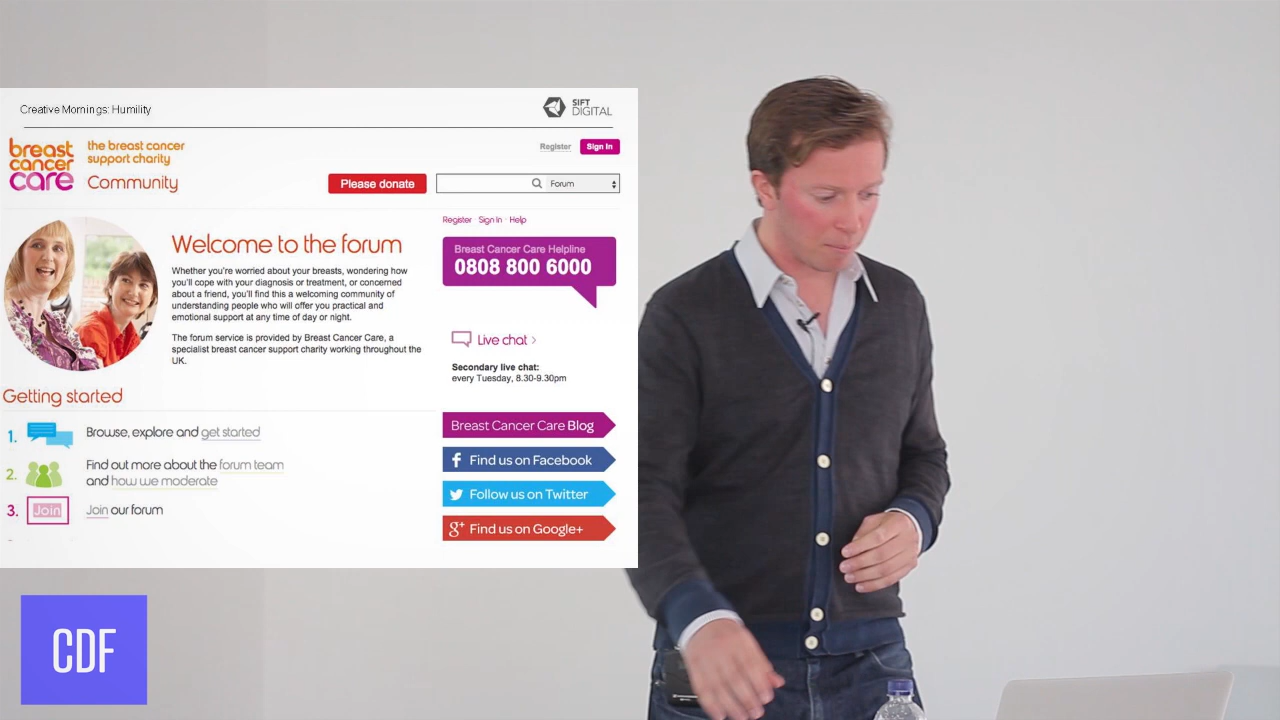 Creative Mornings: Humility
SIFT
DIGITAL
breast
cancer
care
the breast cancer
support charity
Community
Register
Sign In
Please donate
Forum
Register Sign In · Help
Welcome to the forum
Whether you're worried about your breasts, wondering how
you'll cope with your diagnosis or treatment, or concerned
about a friend, you'll find this a welcoming community of
understanding people who will offer you practical and
emotional support at any time of day or night.
The forum service is provided by Breast Cancer Care, a
specialist breast cancer support charity working throughout the
UK.
Breast Cancer Care Helpline
0808 800 6000
Live chat >
Secondary live chat:
every Tuesday, 8.30-9.30pm
Getting started
1. Browse, explore and get started
2. Find out more about the forum team
and how we moderate
3. Join Join our forum
Breast Cancer Care Blog
f Find us on Facebook
Follow us on Twitter
g+ Find us on Google+
CDF